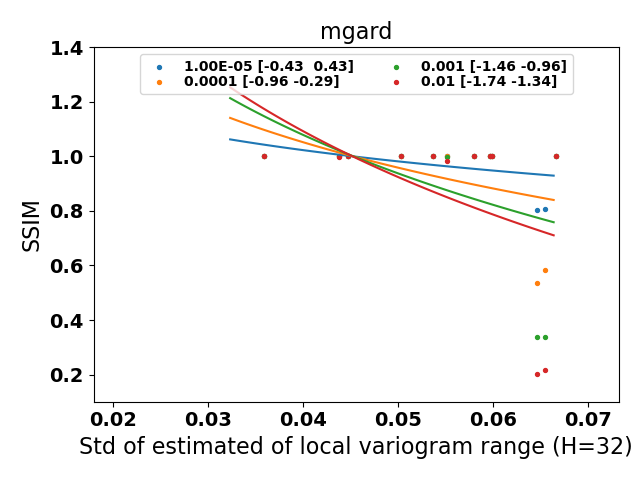 mgard
1.00E-05 [-0.43  0.43]
0.0001 [-0.96 -0.29]
0.001 [-1.46 -0.96]
0.01 [-1.74 -1.34]
1.4
1.2
1.0
0.8
0.6
0.4
0.2
SSIM
0.02 0.03 0.04 0.05 0.06 0.07
Std of estimated of local variogram range (H=32)